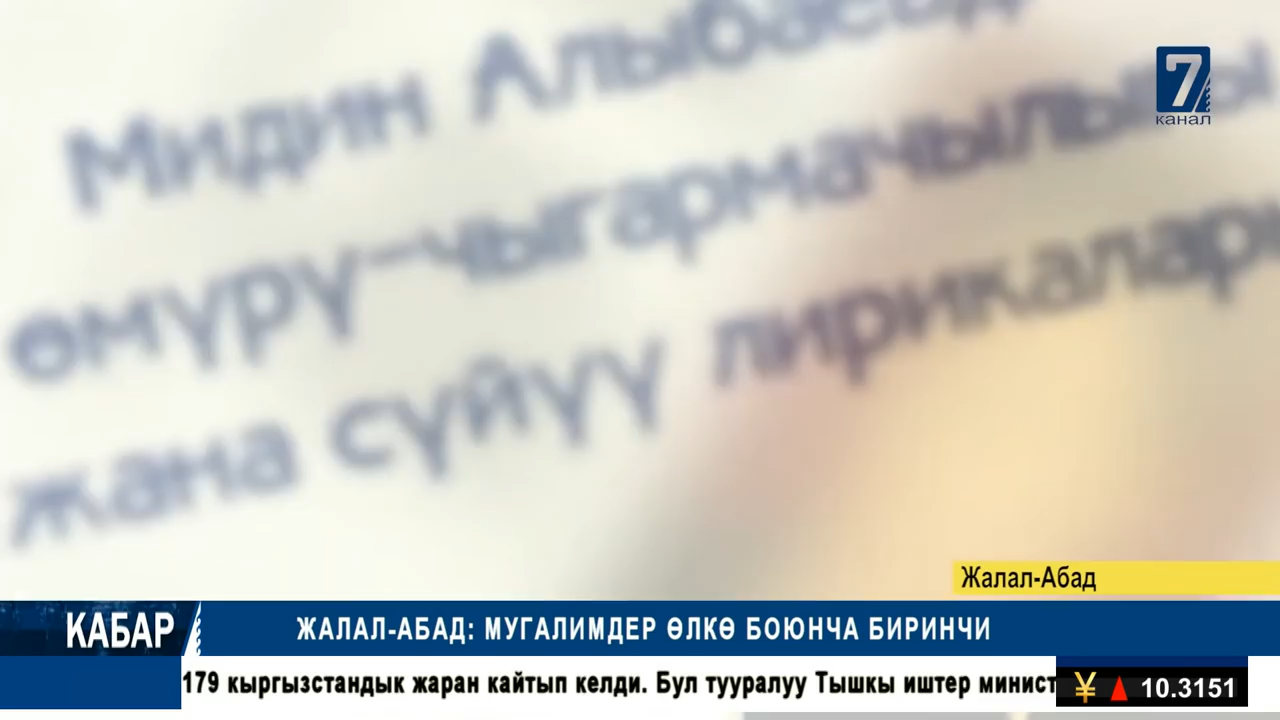 Мидин Алыбаев
өмүрү-чыгармачылыгы
жана сүйүү лирикалары
7
канал
Жалал-Абад
КАБАР
ЖАЛАЛ-АБАД: МУГАЛИМДЕР ӨЛКӨ БОЮНЧА БИРИНЧИ
179 кыргызстандык жаран кайтып келди. Бул тууралуу Тышкы иштер минист
¥ ▲ 10.3151